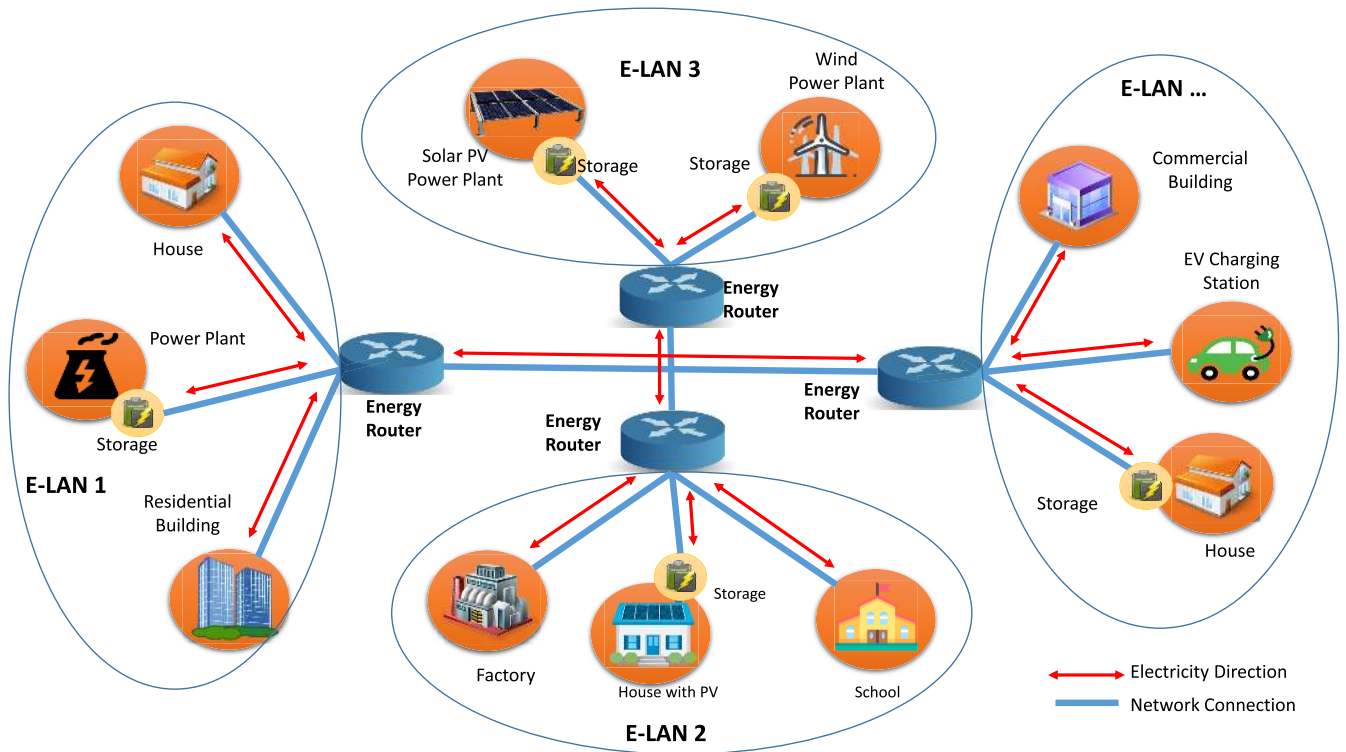 E-LAN 3
Wind
Power Plant
Solar PV
Power Plant
Storage
Storage
Energy
Router
E-LAN 1
House
Power Plant
Storage
Residential
Building
Energy
Router
E-LAN ...
Commercial
Building
EV Charging
Station
Storage
House
Energy
Router
Energy
Router
Factory
Storage
House with PV
School
E-LAN 2
Electricity Direction
Network Connection